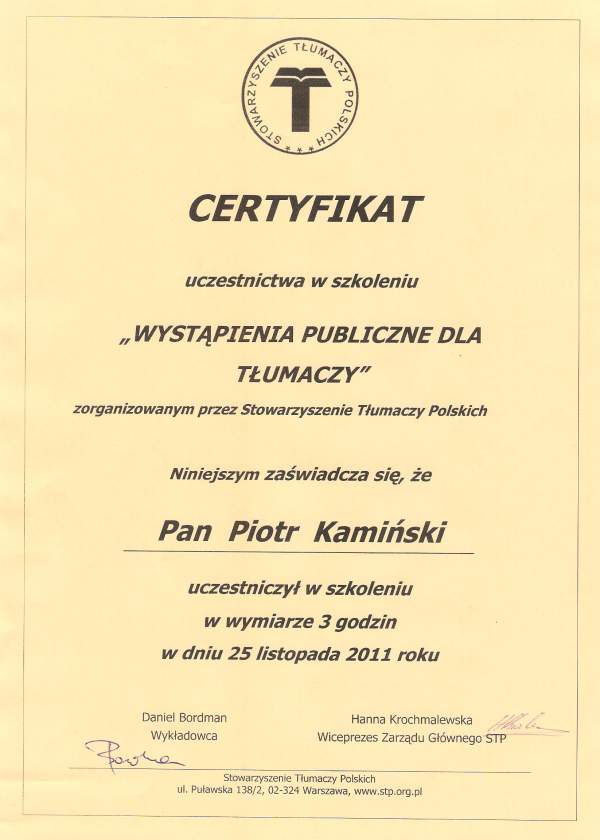 STOWARZYSZENIE TŁUMACZY POLSKICH ***
CERTYFIKAT
uczestnictwa w szkoleniu
„WYSTĄPIENIA PUBLICZNE DLA
TŁUMACZY”
zorganizowanym przez Stowarzyszenie Tłumaczy Polskich
Niniejszym zaświadcza się, że
Pan Piotr Kamiński
uczestniczył w szkoleniu
w wymiarze 3 godzin
w dniu 25 listopada 2011 roku
Daniel Bordman
Wykładowca
Hanna Krochmalewska
Wiceprezes Zarządu Głównego STP
Stowarzyszenie Tłumaczy Polskich
ul. Puławska 138/2, 02-324 Warszawa, www.stp.org.pl